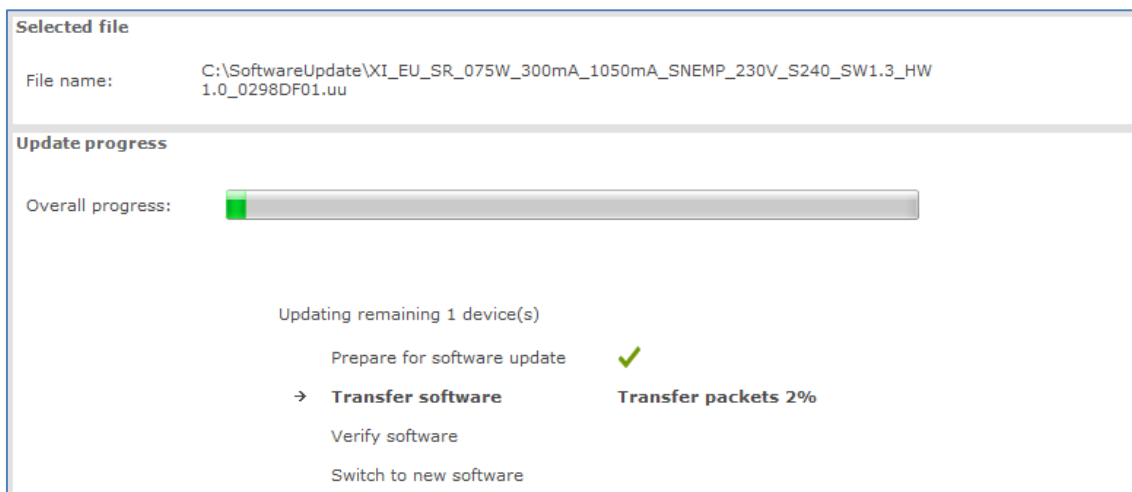 Selected file
File name:
C:\SoftwareUpdate\XI_EU_SR_075W_300mA_1050mA_SNEMP_230V_S240_SW1.3_HW
1.0_0298DF01.uu
Update progress
Overall progress:
Updating remaining 1 device(s)
Prepare for software update
Transfer software Transfer packets 2%
Verify software
Switch to new software